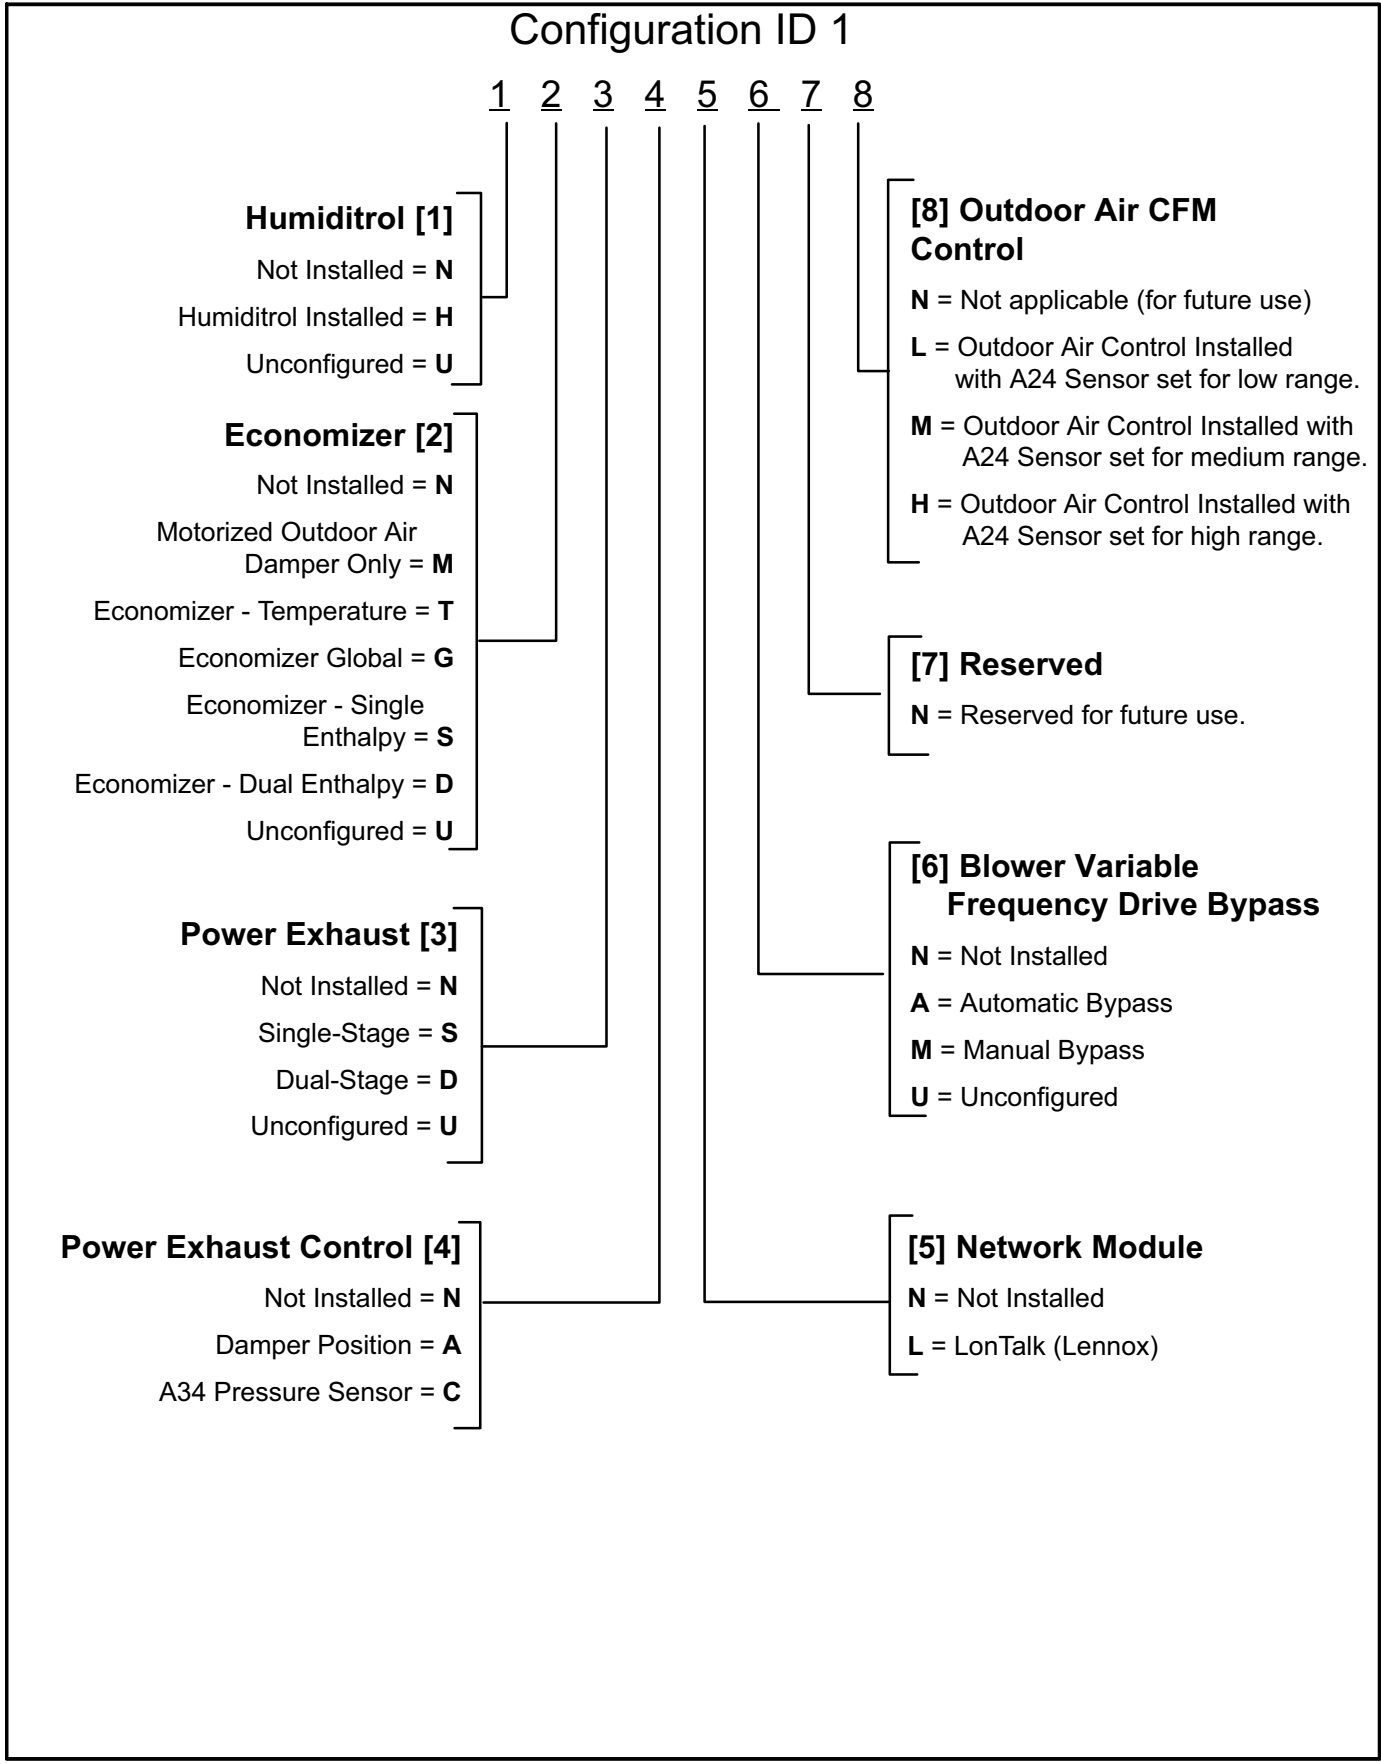 Configuration ID 1
1 2 3 4 5 6 7 8
Humiditrol [1]
Not Installed = N
Humiditrol Installed = H
Unconfigured = U
Economizer [2]
Not Installed = N
Motorized Outdoor Air
Damper Only = M
Economizer - Temperature = T
Economizer Global = G
Economizer - Single
Enthalpy = S
Economizer - Dual Enthalpy = D
Unconfigured = U
Power Exhaust [3]
Not Installed = N
Single-Stage = S
Dual-Stage = D
Unconfigured = U
Power Exhaust Control [4]
Not Installed = N
Damper Position = A
A34 Pressure Sensor = C
[8] Outdoor Air CFM
Control
N = Not applicable (for future use)
L = Outdoor Air Control Installed
with A24 Sensor set for low range.
M = Outdoor Air Control Installed with
A24 Sensor set for medium range.
H = Outdoor Air Control Installed with
A24 Sensor set for high range.
[7] Reserved
N = Reserved for future use.
[6] Blower Variable
Frequency Drive Bypass
N = Not Installed
A = Automatic Bypass
M = Manual Bypass
U = Unconfigured
[5] Network Module
N = Not Installed
L = LonTalk (Lennox)